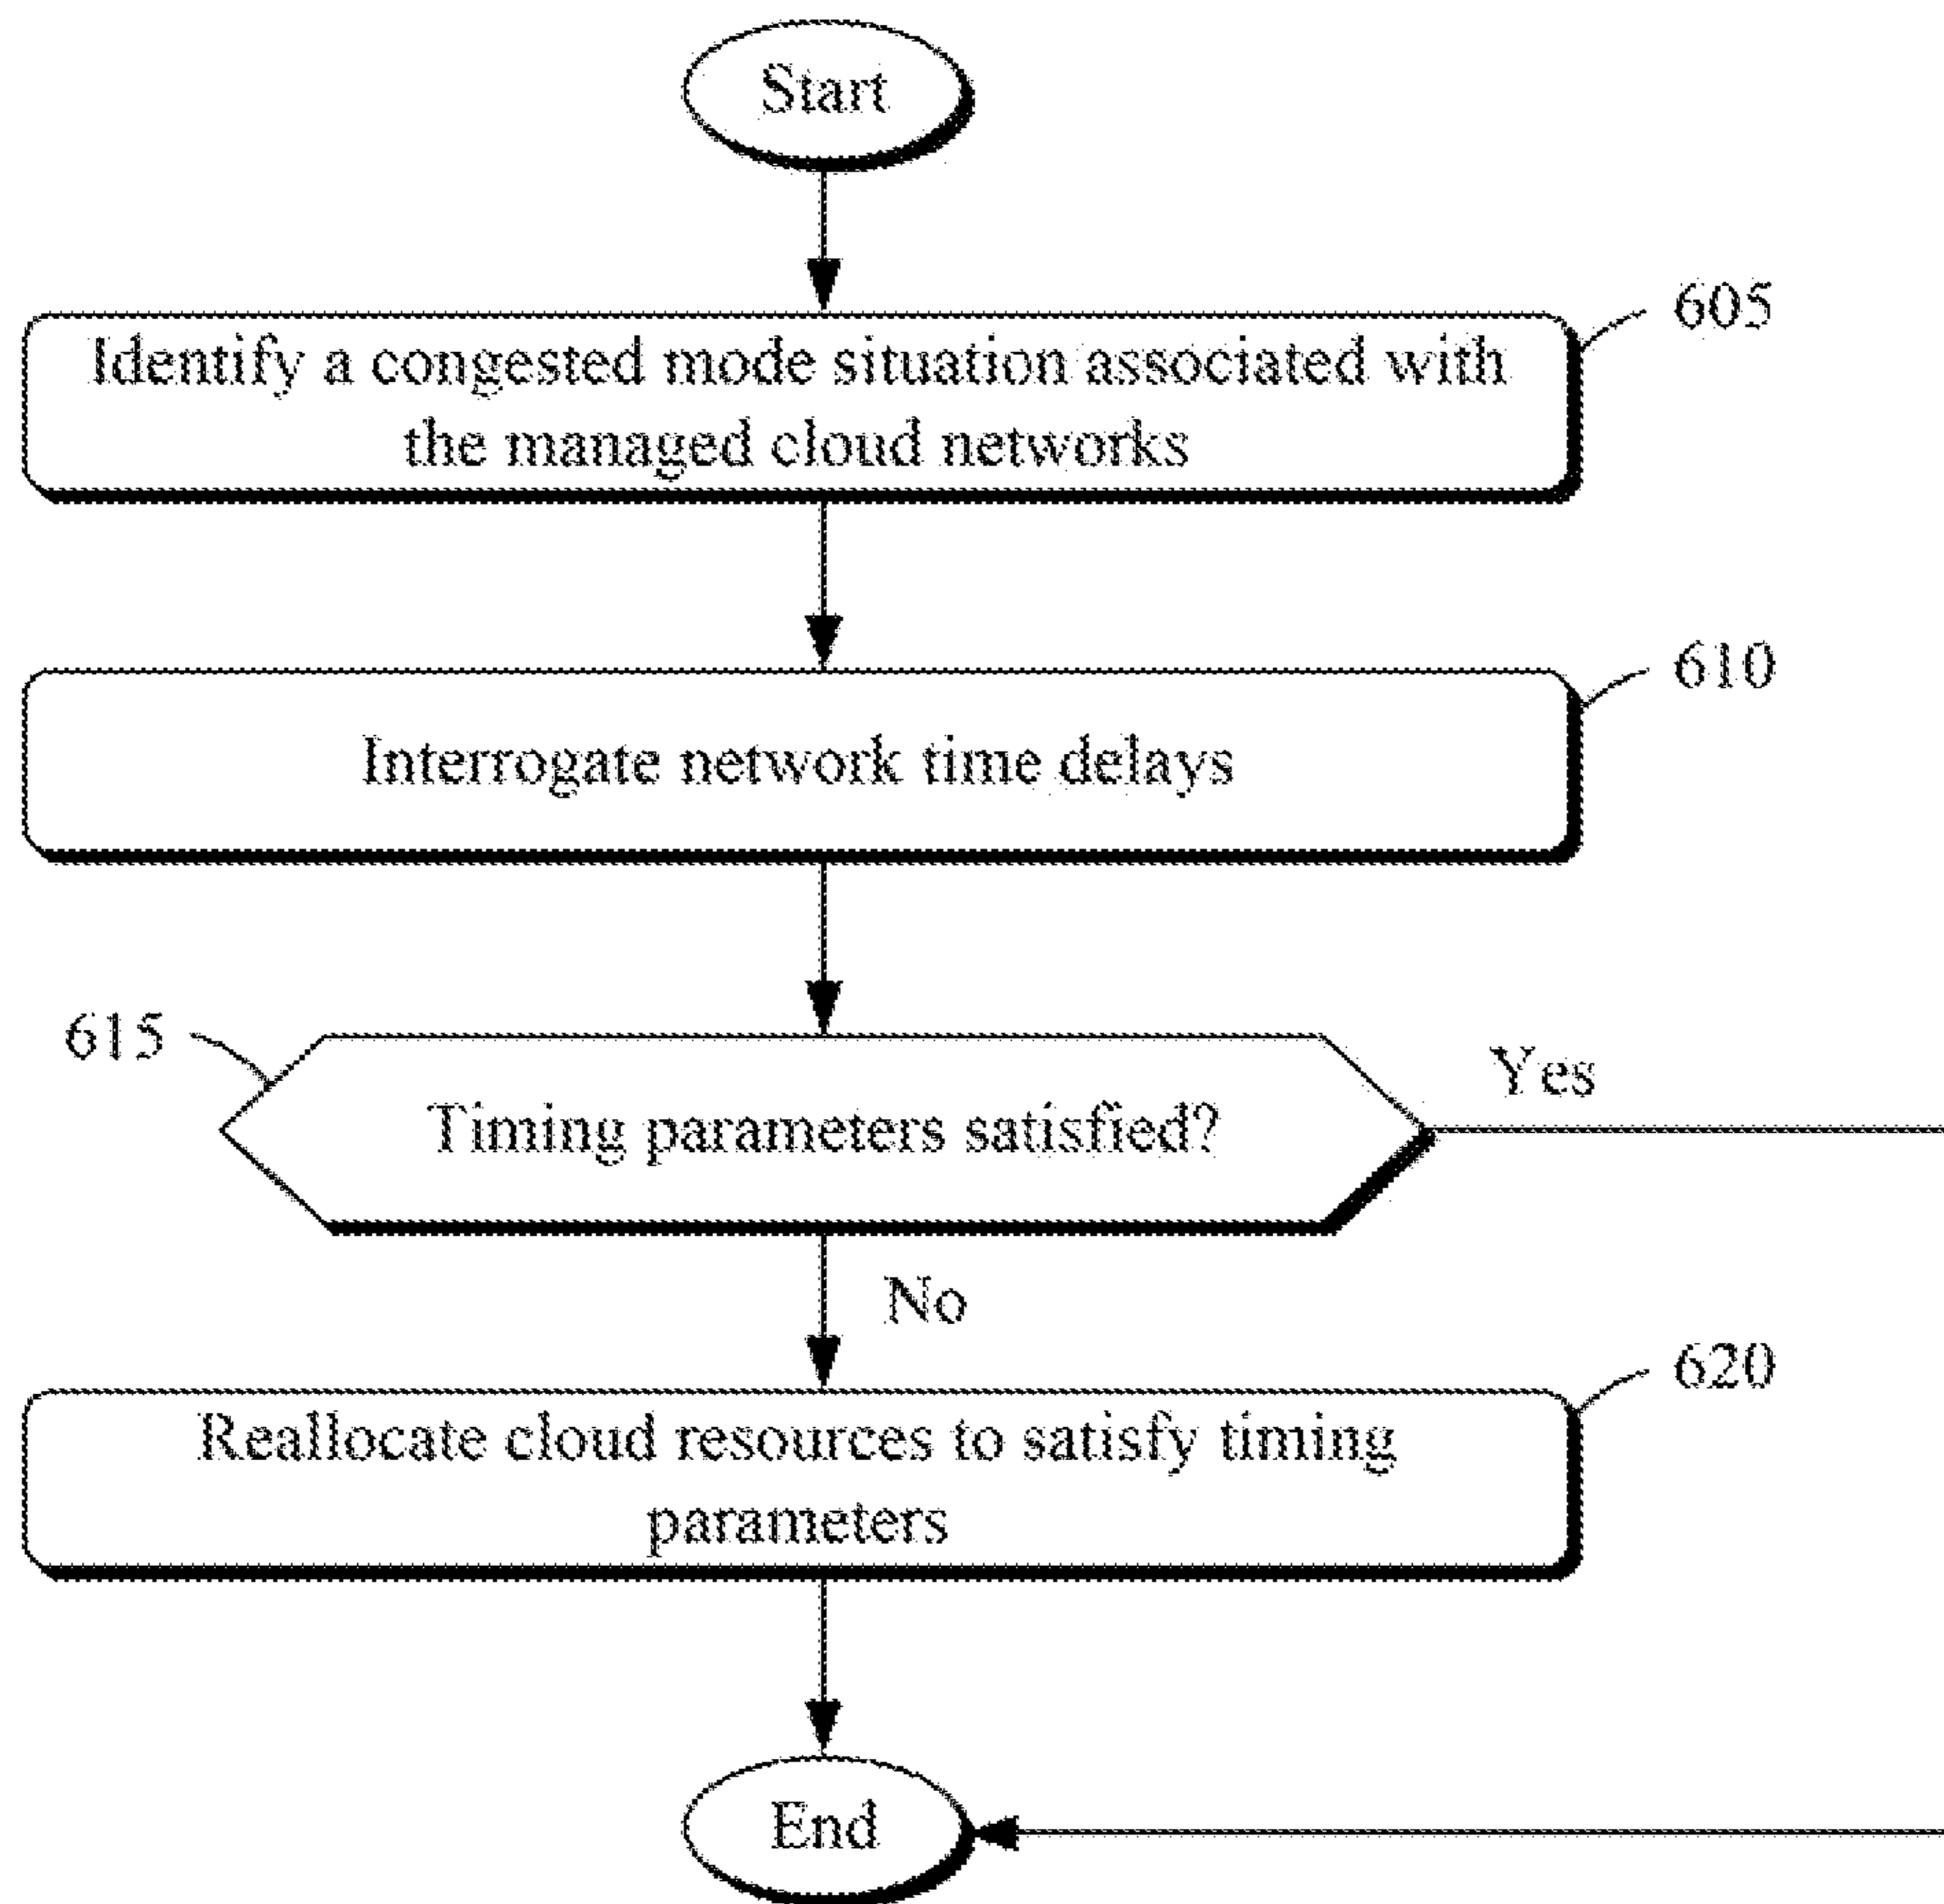 Start
605
Identify a congested mode situation associated with
the managed cloud networks
610
Interrogate network time delays
615
Timing parameters satisfied?
Yes
No
620
Reallocate cloud resources to satisfy timing
parameters
End